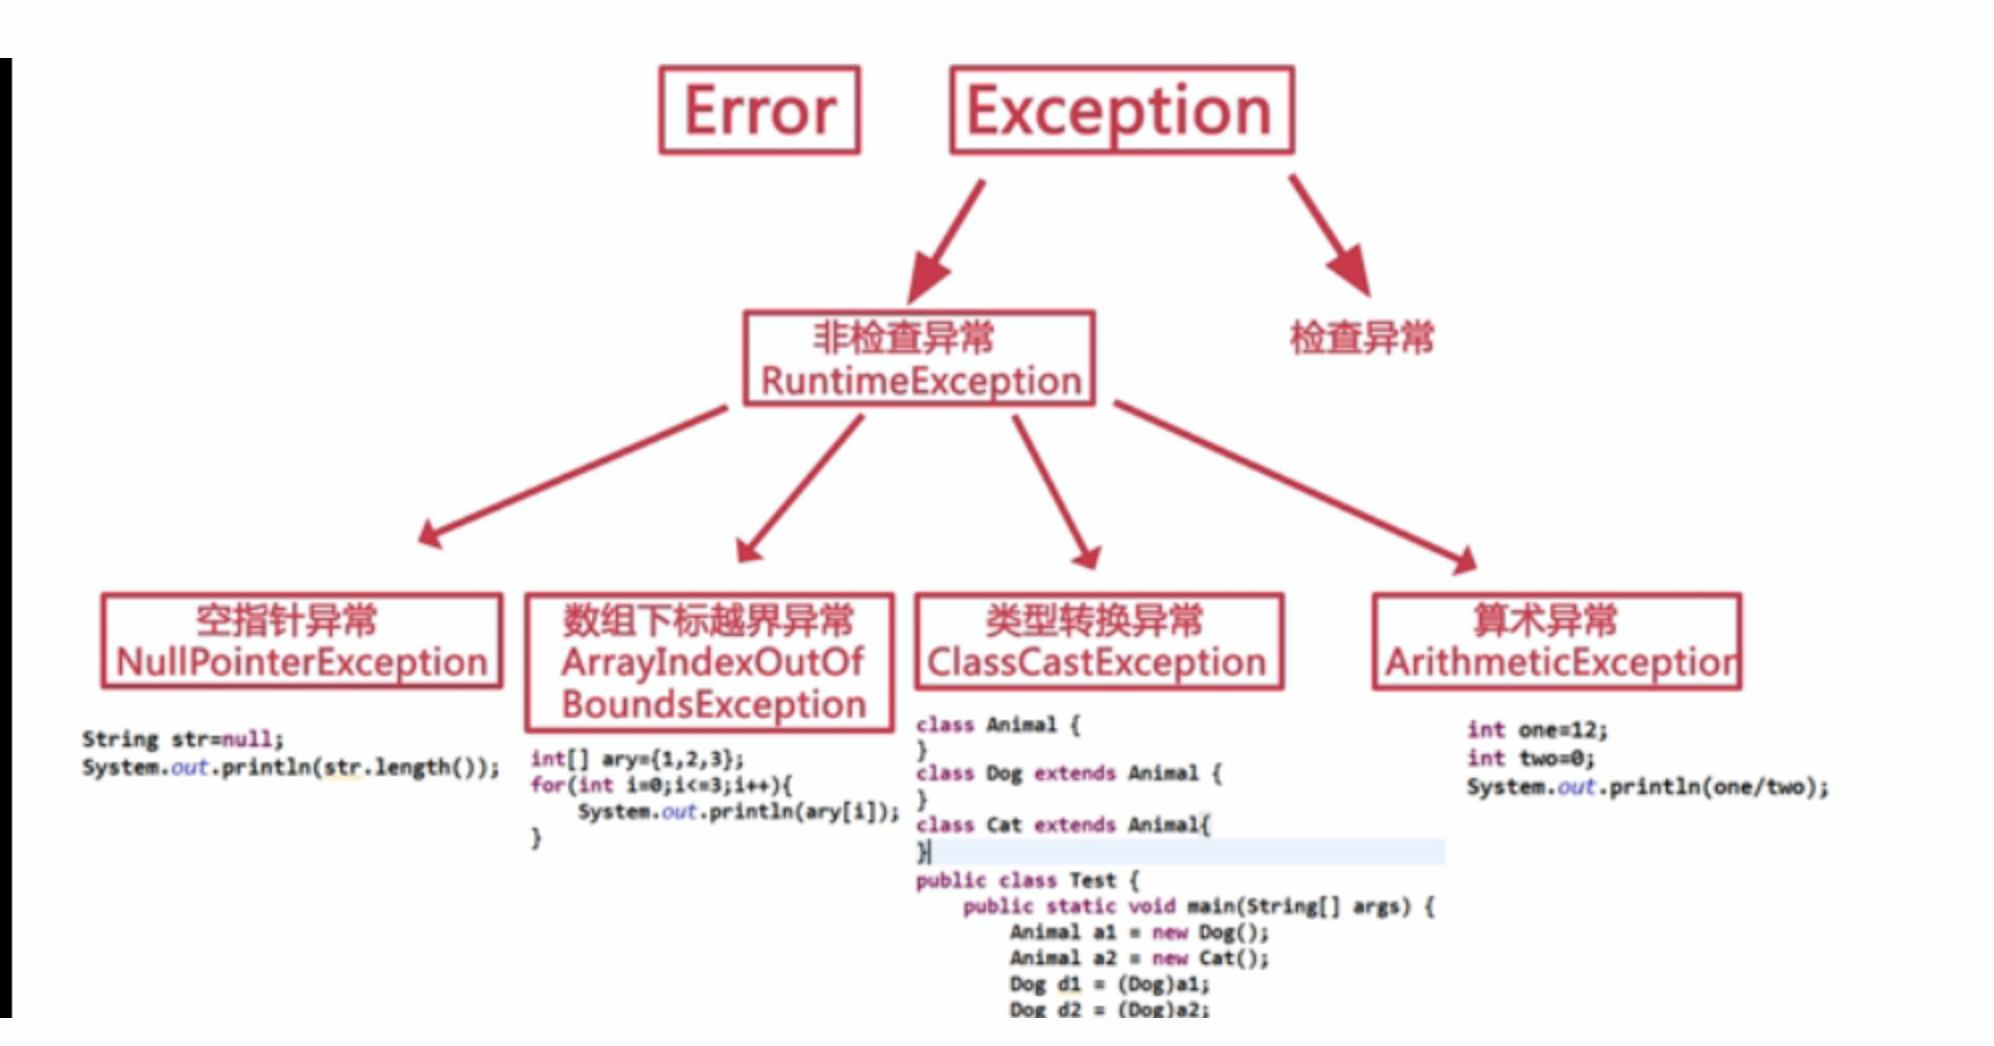 Error
Exception
非检查异常
RuntimeException
检查异常
空指针异常
NullPointerException
String str=null;
System.out.println(str.length());
数组下标越界异常
ArrayIndexOutOf
BoundsException
int[] ary={1,2,3};
for(int i=0;i<=3;i++){
System.out.println(ary[i]);
}
类型转换异常
ClassCastException
class Animal {
}
class Dog extends Animal {
}
class Cat extends Animal{
}
public class Test {
public static void main(String[] args) {
Animal a1 = new Dog();
Animal a2 = new Cat();
Dog d1 = (Dog)a1;
Dog d2 = (Dog)a2;
算术异常
ArithmeticException
int one=12;
int two=0;
System.out.println(one/two);